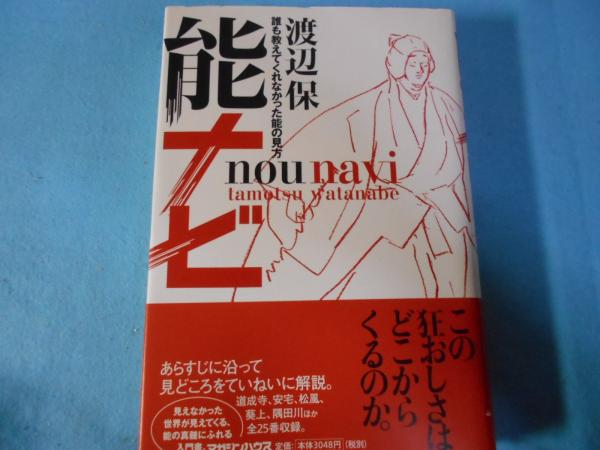 渡辺保
誰も教えてくれなかった能の見方
能ナビ
nou navi
tamotsu watanabe
この
狂おしさは
どこから
くるのか。
あらすじに沿って
見どころをていねいに解説。
道成寺、安宅、松風、
葵上、隅田川ほか
全25番収録。
見えなかった
世界が見えてくる、
能の真髄にふれる
入門書。
マガジンハウス
定価：本体3048円（税別）